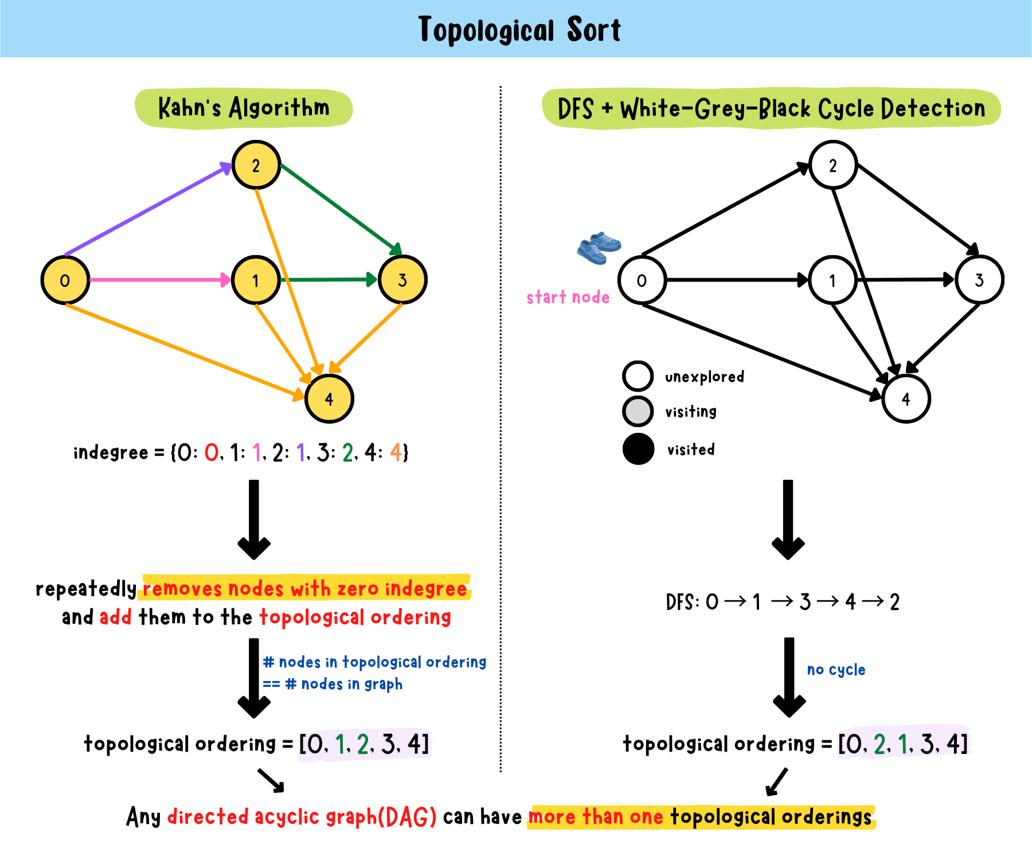 Topological Sort
Kahn's Algorithm
2
0
1
3
4
indegree = {0: 0, 1: 1, 2: 1, 3: 2, 4: 4}
repeatedly removes nodes with zero indegree
and add them to the topological ordering
# nodes in topological ordering
== # nodes in graph
topological ordering = [0, 1, 2, 3, 4]
DFS + White-Grey-Black Cycle Detection
2
0
1
3
start node
4
unexplored
visiting
visited
DFS: 0 → 1 → 3 → 4 → 2
no cycle
topological ordering = [0, 2, 1, 3, 4]
Any directed acyclic graph(DAG) can have more than one topological orderings